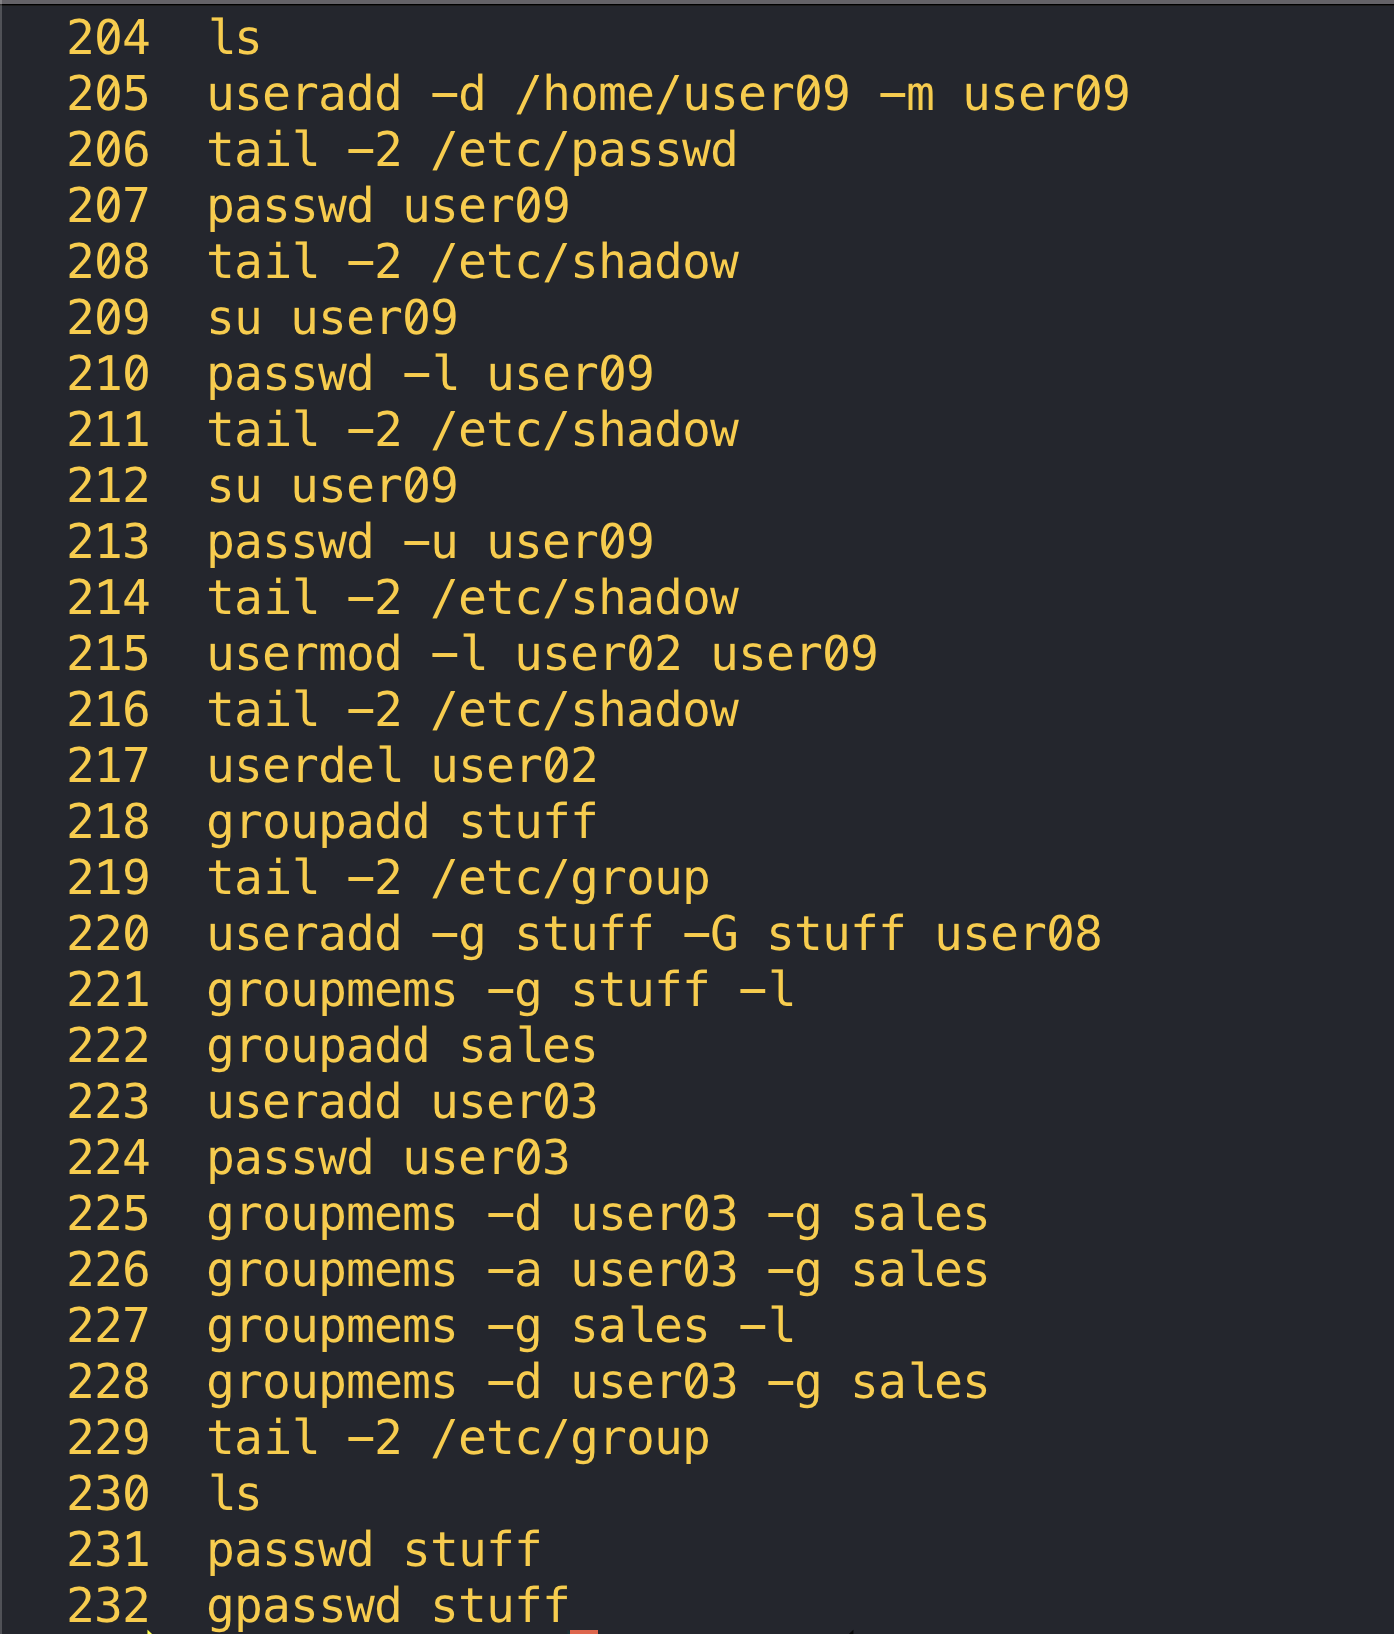 204 ls
205 useradd -d /home/user09 -m user09
206 tail -2 /etc/passwd
207 passwd user09
208 tail -2 /etc/shadow
209 su user09
210 passwd -l user09
211 tail -2 /etc/shadow
212 su user09
213 passwd -u user09
214 tail -2 /etc/shadow
215 usermod -l user02 user09
216 tail -2 /etc/shadow
217 userdel user02
218 groupadd stuff
219 tail -2 /etc/group
220 useradd -g stuff -G stuff user08
221 groupmems -g stuff -l
222 groupadd sales
223 useradd user03
224 passwd user03
225 groupmems -d user03 -g sales
226 groupmems -a user03 -g sales
227 groupmems -g sales -l
228 groupmems -d user03 -g sales
229 tail -2 /etc/group
230 ls
231 passwd stuff
232 gpasswd stuff